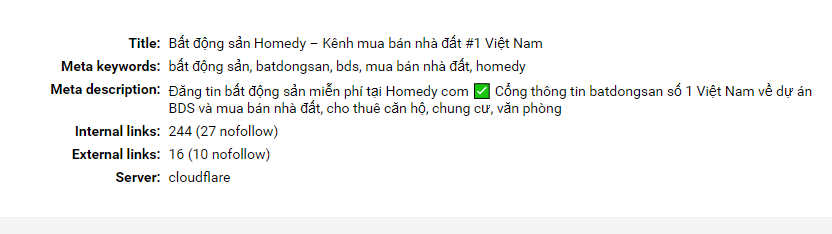 Title: Bất động sản Homedy – Kênh mua bán nhà đất #1 Việt Nam
Meta keywords: bất động sản, batdongsan, bds, mua bán nhà đất, homedy
Meta description: Đăng tin bất động sản miễn phí tại Homedy com ✅ Cổng thông tin batdongsan số 1 Việt Nam về dự án
BDS và mua bán nhà đất, cho thuê căn hộ, chung cư, văn phòng
Internal links: 244 (27 nofollow)
External links: 16 (10 nofollow)
Server: cloudflare